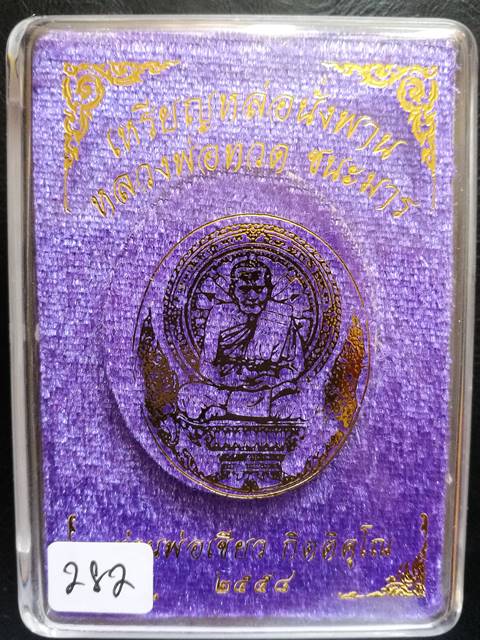 เหรียญหล่อนั่งพาน
หลวงพ่อทวด ชนะมาร
พ่อเขียว กิตติคุโณ
๒๕๕๘
282